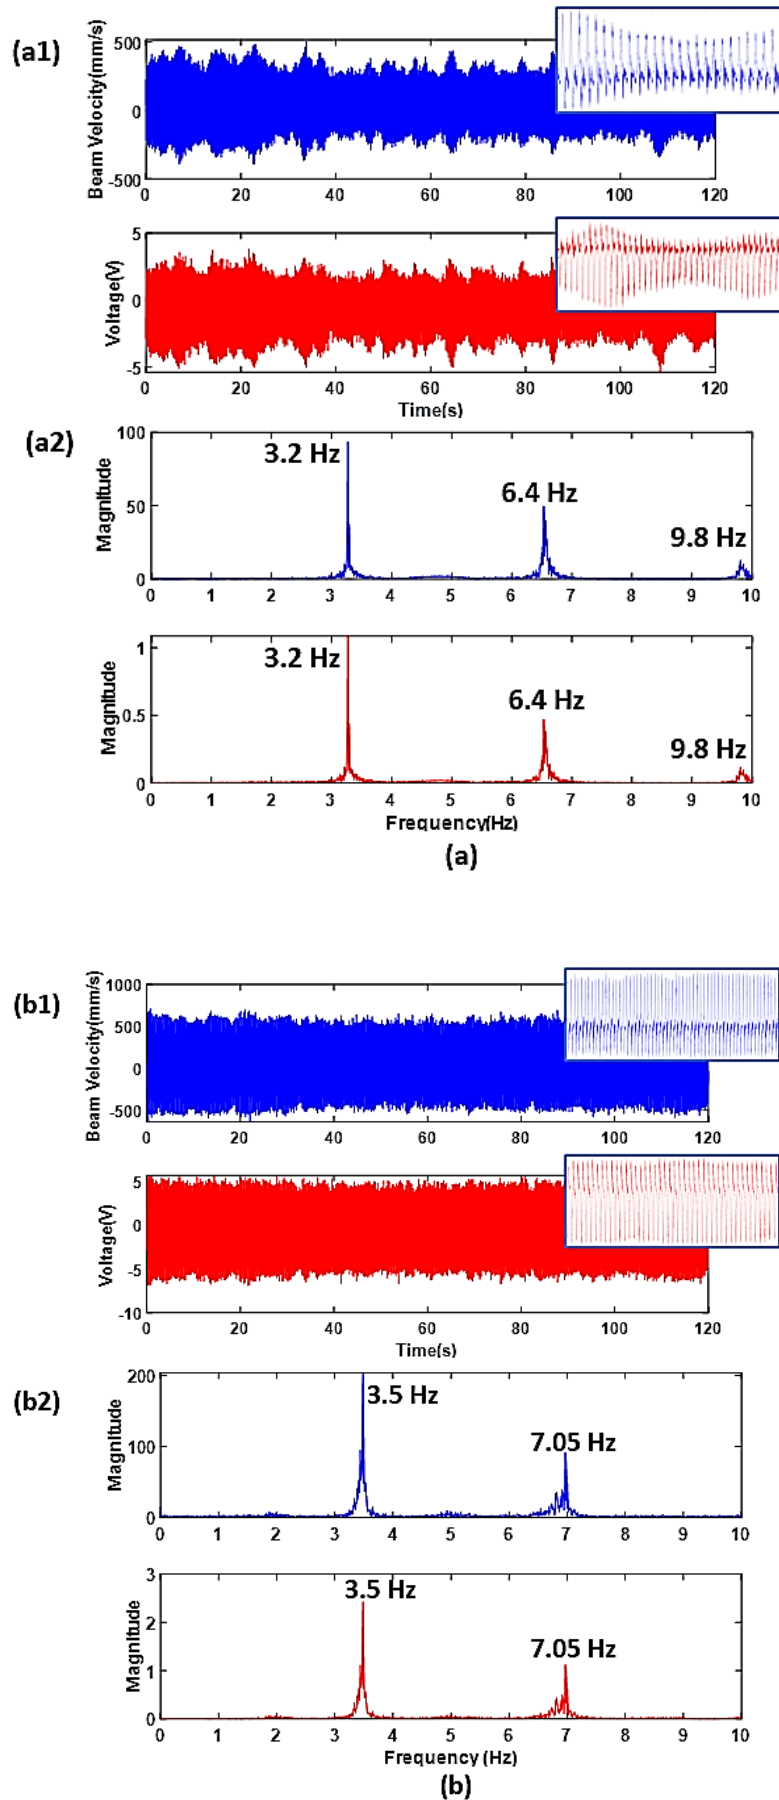 (a1)
Beam Velocity(mm/s)
500
0
-500
0 20 40 60 80 100 120
Voltage(V)
5
0
-5
0 20 40 60 80 100 120
Time(s)
(a2)
Magnitude
100
50
0
3.2 Hz
6.4 Hz
9.8 Hz
0 1 2 3 4 5 6 7 8 9 10
Magnitude
1
0.5
0
3.2 Hz
6.4 Hz
9.8 Hz
0 1 2 3 4 5 6 7 8 9 10
Frequency(Hz)
(a)
(b1)
Beam Velocity(mm/s)
1000
500
0
-500
0 20 40 60 80 100 120
Voltage(V)
5
0
-5
-10
0 20 40 60 80 100 120
Time(s)
(b2)
Magnitude
200
100
0
3.5 Hz
7.05 Hz
0 1 2 3 4 5 6 7 8 9 10
Magnitude
3
2
1
0
3.5 Hz
7.05 Hz
0 1 2 3 4 5 6 7 8 9 10
Frequency (Hz)
(b)